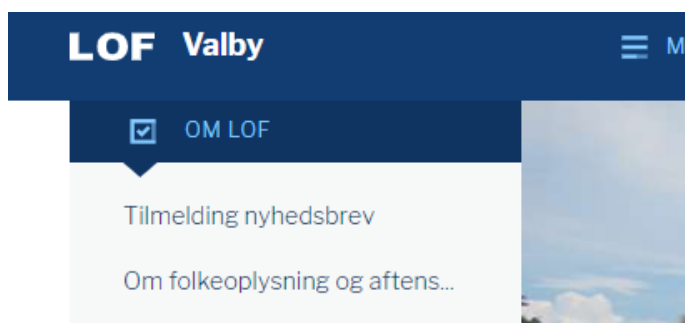 LOF Valby
M
OM LOF
Tilmelding nyhedsbrev
Om folkeoplysning og aftens...